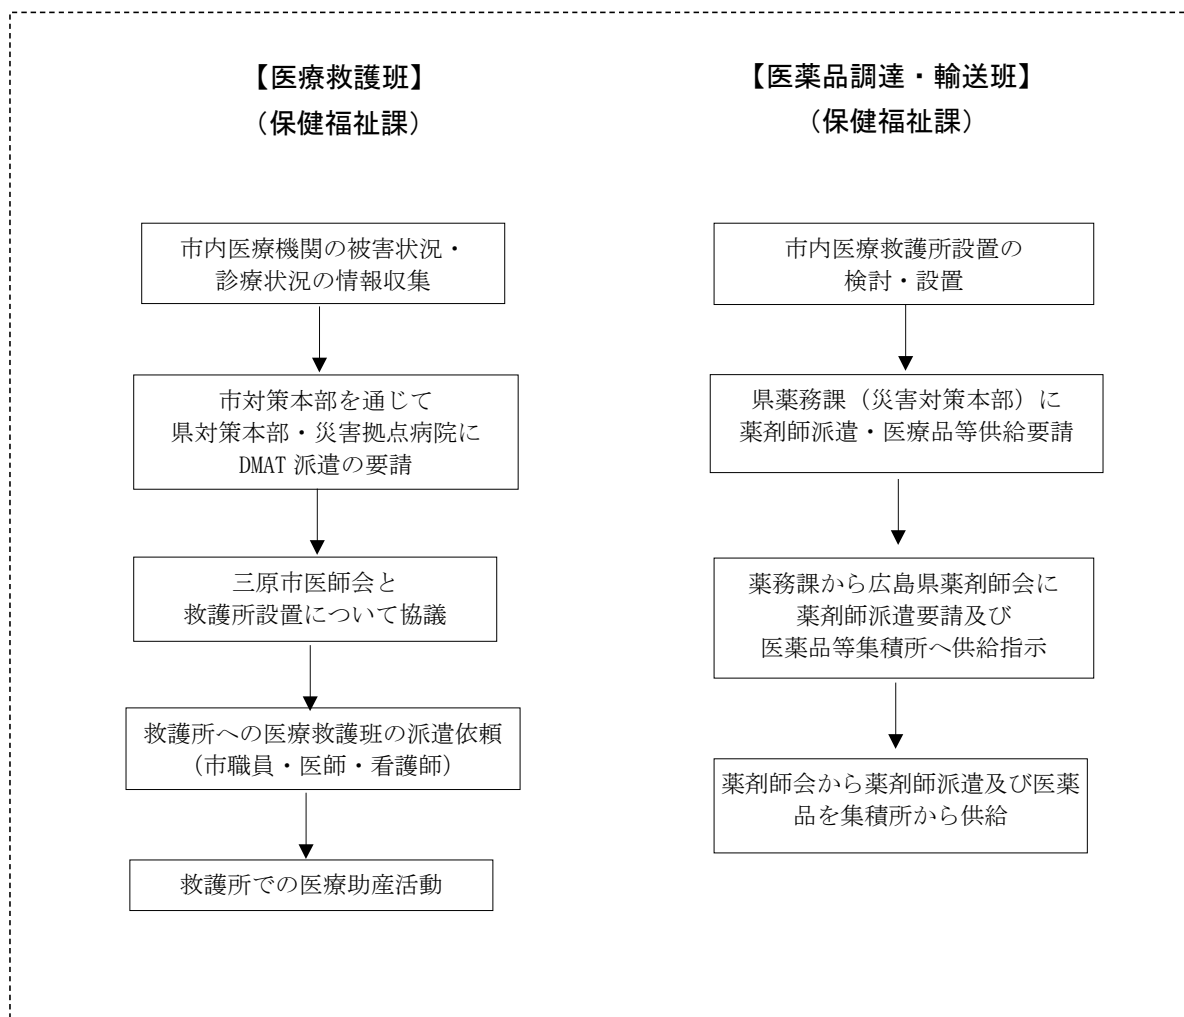 【医療救護班】
(保健福祉課)
市内医療機関の被害状況・
診療状況の情報収集
市対策本部を通じて
県対策本部・災害拠点病院に
DMAT 派遣の要請
三原市医師会と
救護所設置について協議
救護所への医療救護班の派遣依頼
(市職員・医師・看護師)
救護所での医療助産活動
【医薬品調達・輸送班】
(保健福祉課)
市内医療救護所設置の
検討・設置
県薬務課(災害対策本部)に
薬剤師派遣・医療品等供給要請
薬務課から広島県薬剤師会に
薬剤師派遣要請及び
医薬品等集積所へ供給指示
薬剤師会から薬剤師派遣及び医薬
品を集積所から供給